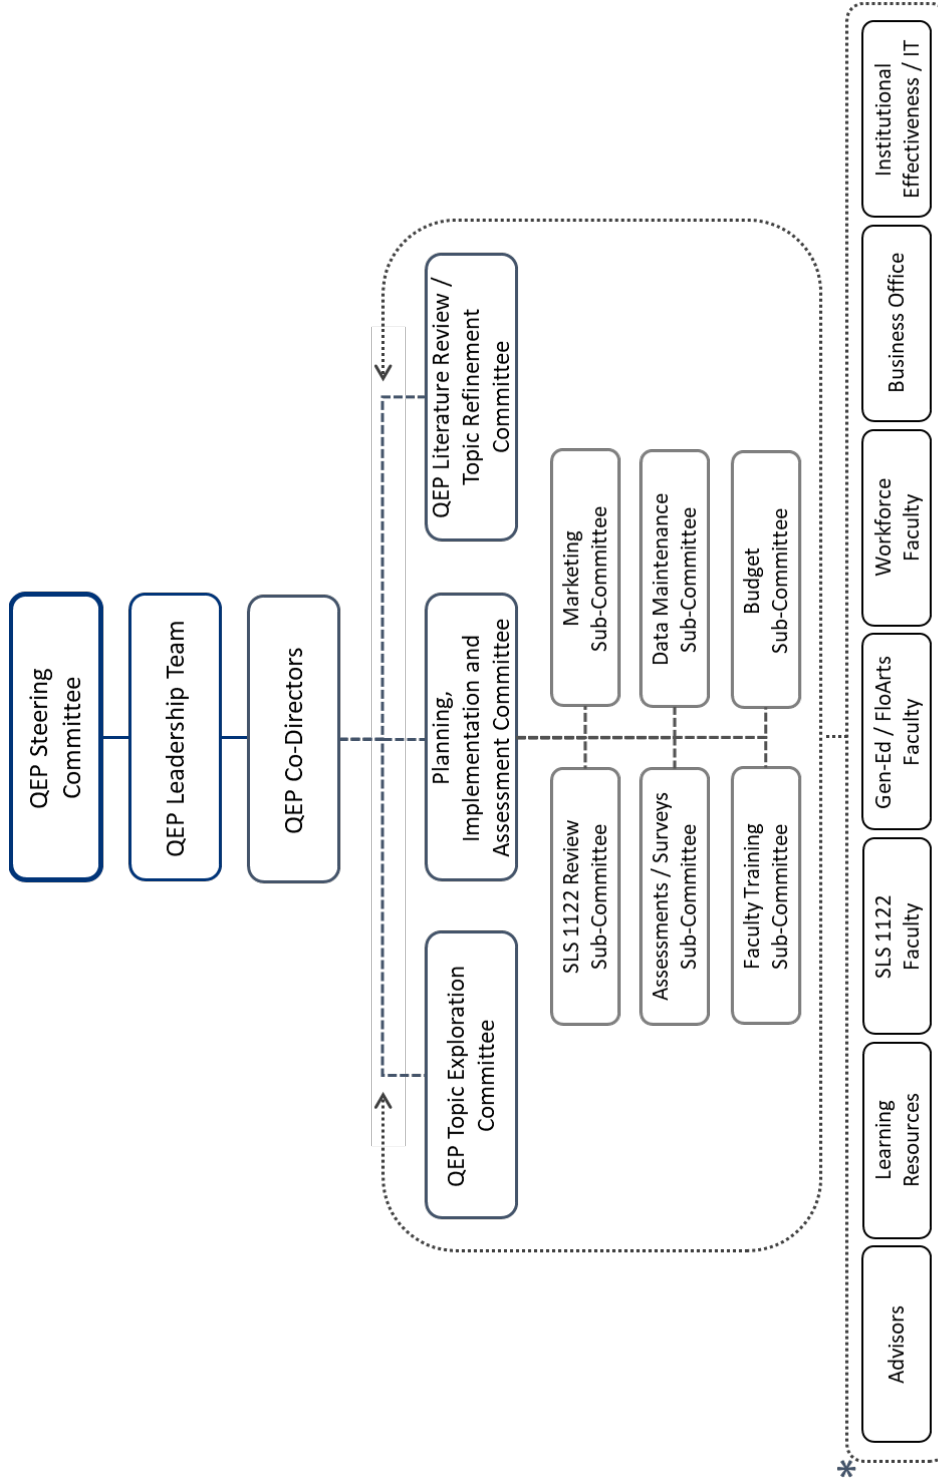 QEP Steering
Committee
QEP Leadership Team
QEP Co-Directors
QEP Topic Exploration
Committee
Planning,
Implementation and
Assessment Committee
QEP Literature Review /
Topic Refinement
Committee
SLS 1122 Review
Sub-Committee
Marketing
Sub-Committee
Assessments / Surveys
Sub-Committee
Data Maintenance
Sub-Committee
Faculty Training
Sub-Committee
Budget
Sub-Committee
*
Advisors
Learning
Resources
SLS 1122
Faculty
Gen-Ed / FloArts
Faculty
Workforce
Faculty
Business Office
Institutional
Effectiveness / IT